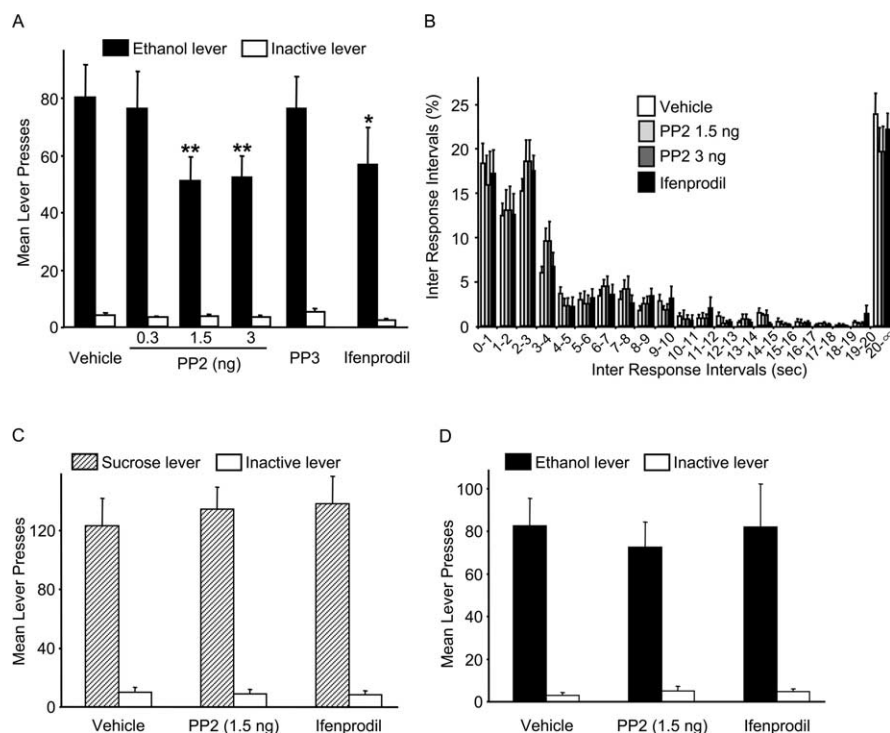 A
Ethanol lever Inactive lever
Mean Lever Presses
80
60
40
20
0
** ** *
0.3 1.5 3
Vehicle PP2 (ng) PP3 Ifenprodil
B
Inter Response Intervals (%)
25
20
15
10
5
0
Vehicle
PP2 1.5 ng
PP2 3 ng
Ifenprodil
0-1 1-2 2-3 3-4 4-5 5-6 6-7 7-8 8-9 9-10 10-11 11-12 12-13 13-14 14-15 15-16 16-17 17-18 18-19 19-20 20-∞
Inter Response Intervals (sec)
C
Sucrose lever Inactive lever
Mean Lever Presses
120
80
40
0
Vehicle PP2 (1.5 ng) Ifenprodil
D
Ethanol lever Inactive lever
Mean Lever Presses
100
80
60
40
20
0
Vehicle PP2 (1.5 ng) Ifenprodil